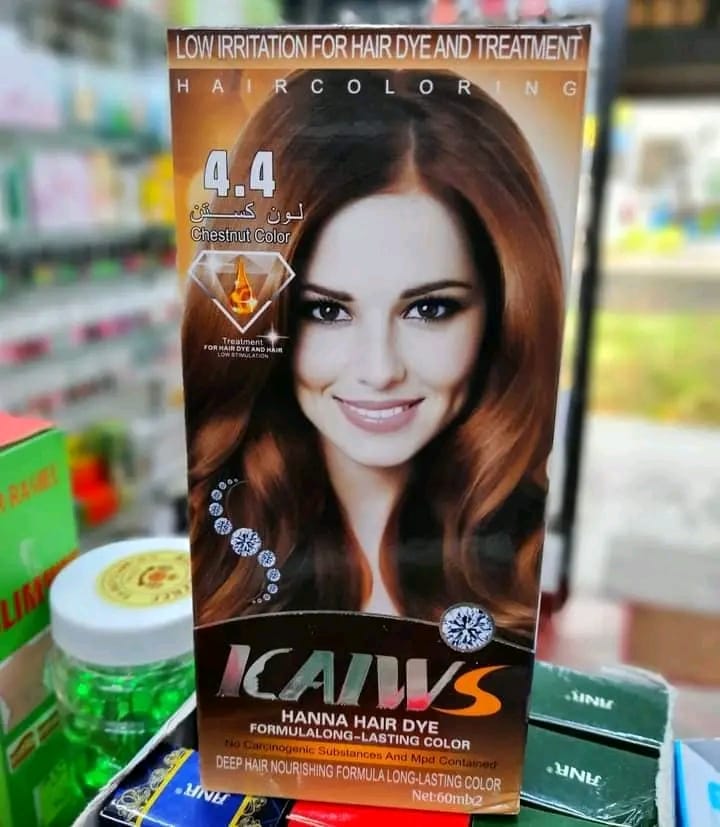 LOW IRRITATION FOR HAIR DYE AND TREATMENT
HAIRCOLORING
4.4
لون كستن
Chestnut Color
Treatment
FOR HAIR DYE AND HAIR
LOW STIMULATION
KAIWS
HANNA HAIR DYE
FORMULALONG-LASTING COLOR
No Carcinogenic Substances And Mpd Contained
DEEP HAIR NOURISHING FORMULA LONG-LASTING COLOR
Net:60mb2
ANR
ANR
ANR